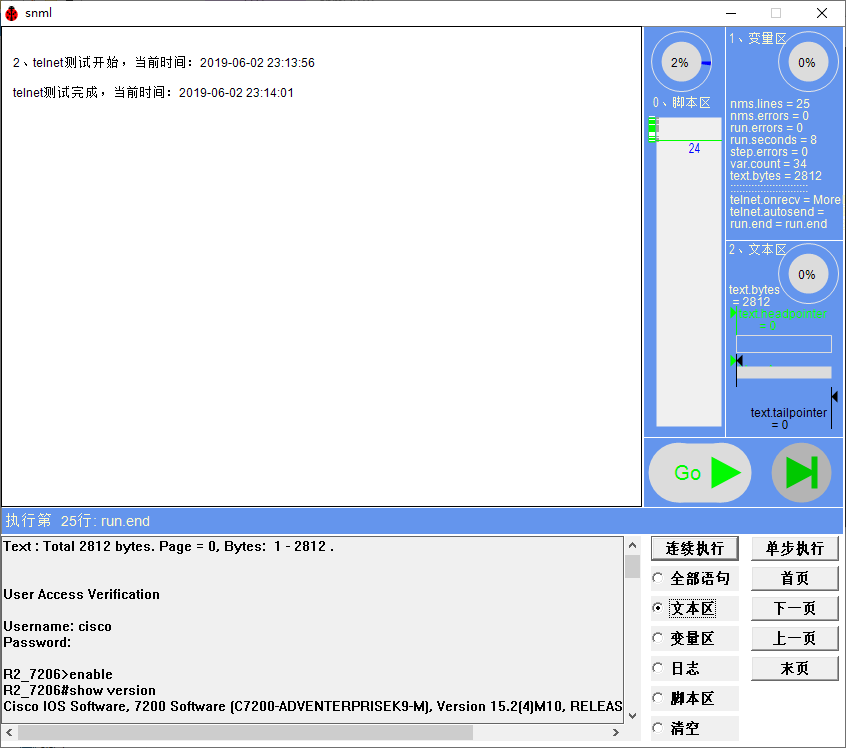 snml
2、telnet测试开始，当前时间：2019-06-02 23:13:56
telnet测试完成，当前时间：2019-06-02 23:14:01
2%
0、脚本区
24
1、变量区
0%
nms.lines = 25
nms.errors = 0
run.errors = 0
run.seconds = 8
step.errors = 0
var.count = 34
text.bytes = 2812
telnet.onrecv = More
telnet.autosend =
run.end = run.end
2、文本区
0%
text.bytes
= 2812
text.headpointer
= 0
text.tailpointer
= 0
Go
执行第 25行: run.end
Text : Total 2812 bytes. Page = 0, Bytes: 1 - 2812 .
User Access Verification
Username: cisco
Password:
R2_7206>enable
R2_7206#show version
Cisco IOS Software, 7200 Software (C7200-ADVENTERPRISEK9-M), Version 15.2(4)M10, RELEAS
连续执行
单步执行
全部语句
首页
文本区
下一页
变量区
上一页
日志
末页
脚本区
清空